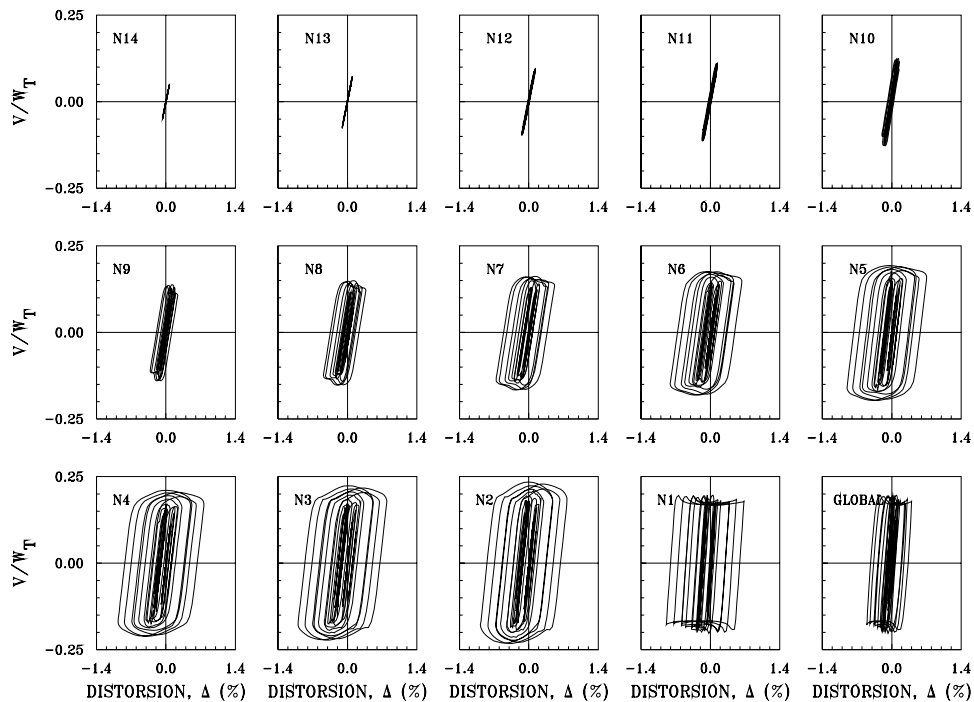 0.25 N14 N13 N12 N11 N10
V/W_T 0.00
-0.25
-1.4 0.0 1.4 -1.4 0.0 1.4 -1.4 0.0 1.4 -1.4 0.0 1.4 -1.4 0.0 1.4
0.25 N9 N8 N7 N6 N5
V/W_T 0.00
-0.25
-1.4 0.0 1.4 -1.4 0.0 1.4 -1.4 0.0 1.4 -1.4 0.0 1.4 -1.4 0.0 1.4
0.25 N4 N3 N2 N1 GLOBAL
V/W_T 0.00
-0.25
-1.4 0.0 1.4 -1.4 0.0 1.4 -1.4 0.0 1.4 -1.4 0.0 1.4 -1.4 0.0 1.4
DISTORSION, Δ (%) DISTORSION, Δ (%) DISTORSION, Δ (%) DISTORSION, Δ (%) DISTORSION, Δ (%)